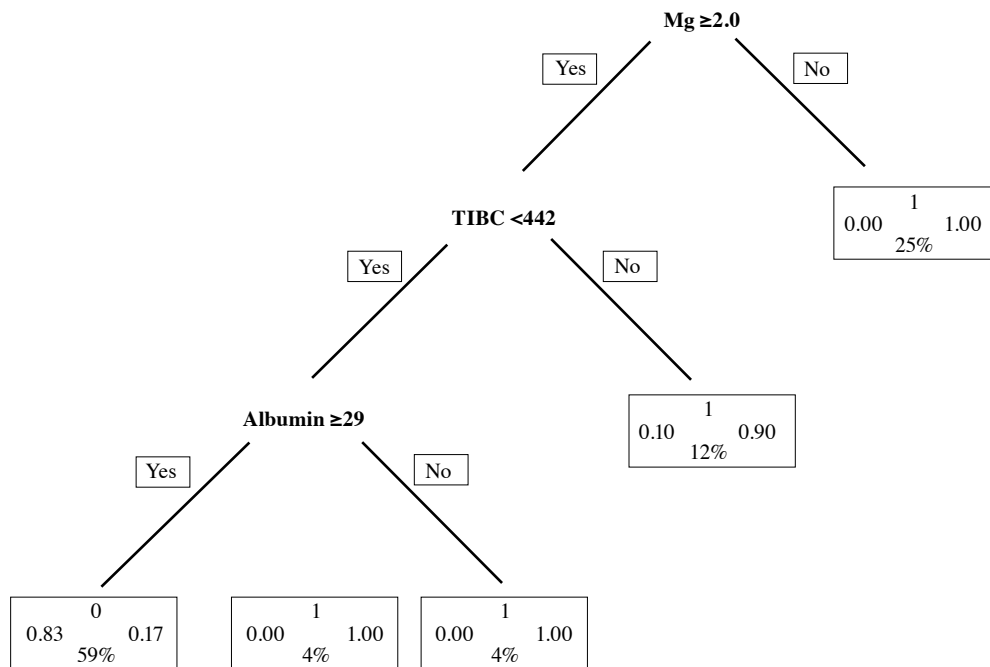 Mg ≥2.0
Yes
No
1
0.00 1.00
25%
TIBC <442
Yes
No
1
0.10 0.90
12%
Albumin ≥29
Yes
No
0
0.83 0.17
59%
1
0.00 1.00
4%
1
0.00 1.00
4%